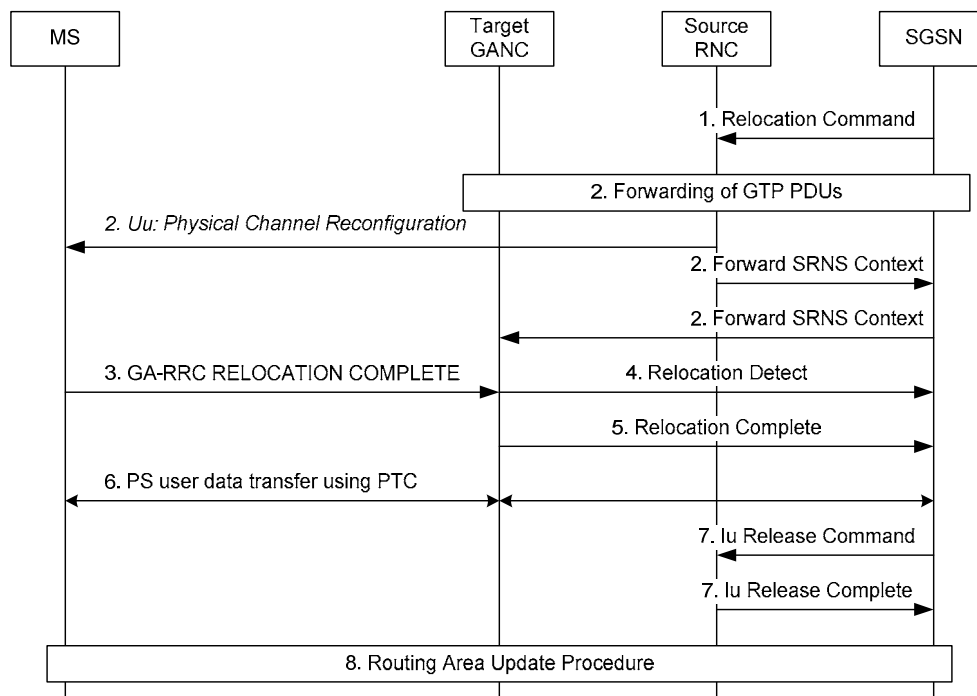 MS
Target
GANC
Source
RNC
SGSN
1. Relocation Command
2. Forwarding of GTP PDUs
2. Uu: Physical Channel Reconfiguration
2. Forward SRNS Context
2. Forward SRNS Context
3. GA-RRC RELOCATION COMPLETE
4. Relocation Detect
5. Relocation Complete
6. PS user data transfer using PTC
7. Iu Release Command
7. Iu Release Complete
8. Routing Area Update Procedure